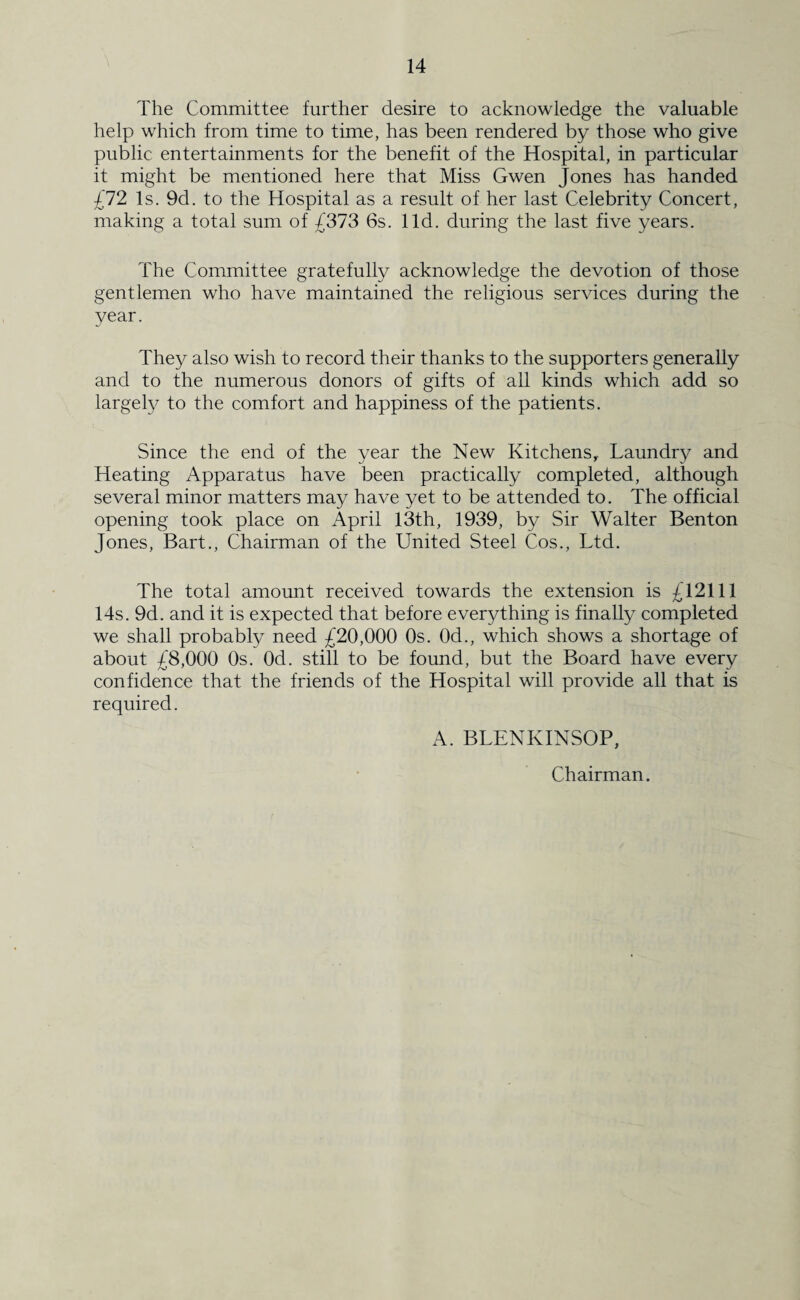 14
The Committee further desire to acknowledge the valuable
help which from time to time, has been rendered by those who give
public entertainments for the benefit of the Hospital, in particular
it might be mentioned here that Miss Gwen Jones has handed
£72 1s. 9d. to the Hospital as a result of her last Celebrity Concert,
making a total sum of £373 6s. 11d. during the last five years.
The Committee gratefully acknowledge the devotion of those
gentlemen who have maintained the religious services during the
year.
They also wish to record their thanks to the supporters generally
and to the numerous donors of gifts of all kinds which add so
largely to the comfort and happiness of the patients.
Since the end of the year the New Kitchens, Laundry and
Heating Apparatus have been practically completed, although
several minor matters may have yet to be attended to. The official
opening took place on April 13th, 1939, by Sir Walter Benton
Jones, Bart., Chairman of the United Steel Cos., Ltd.
The total amount received towards the extension is £12111
14s. 9d. and it is expected that before everything is finally completed
we shall probably need £20,000 0s. 0d., which shows a shortage of
about £8,000 0s. 0d. still to be found, but the Board have every
confidence that the friends of the Hospital will provide all that is
required.
A. BLENKINSOP,
Chairman.